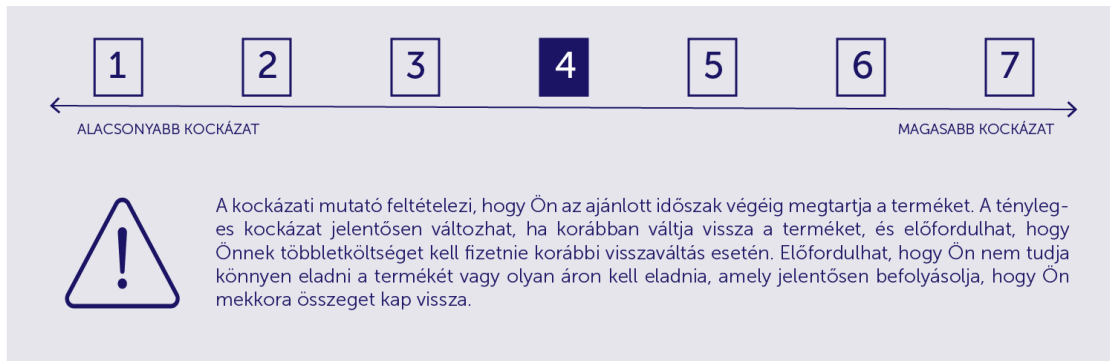 1 2 3 4 5 6 7
ALACSONYABB KOCKÁZAT MAGASABB KOCKÁZAT
A kockázati mutató feltételezi, hogy Ön az ajánlott időszak végéig megtartja a terméket. A tényleg-
es kockázat jelentősen változhat, ha korábban váltja vissza a terméket, és előfordulhat, hogy
Önnek többletköltséget kell fizetnie korábbi visszaváltás esetén. Előfordulhat, hogy Ön nem tudja
könnyen eladni a termékét vagy olyan áron kell eladnia, amely jelentősen befolyásolja, hogy Ön
mekkora összeget kap vissza.